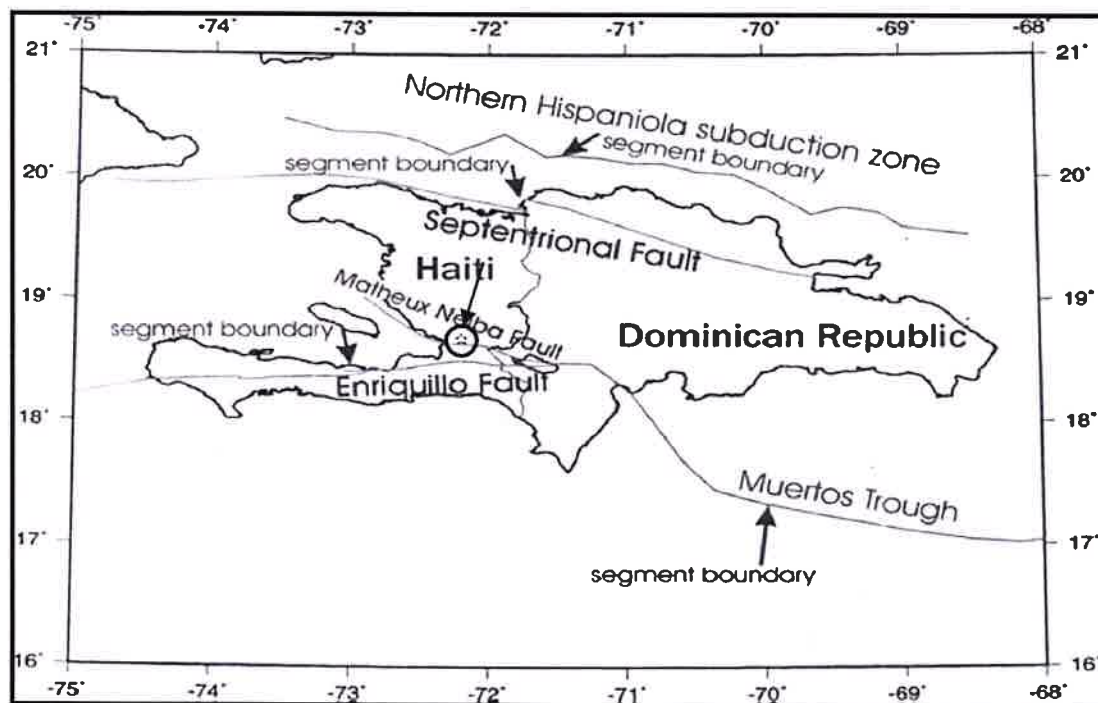 -75° -74° -73° -72° -71° -70° -69° -68°
21° 21°
Northern Hispaniola subduction zone
segment boundary
segment boundary
20° 20°
Septentrional Fault
Haiti
19° 19°
Matheux Neiba Fault
segment boundary
Dominican Republic
Enriquillo Fault
18° 18°
Muertos Trough
17° 17°
segment boundary
16° 16°
-75° -74° -73° -72° -71° -70° -69° -68°